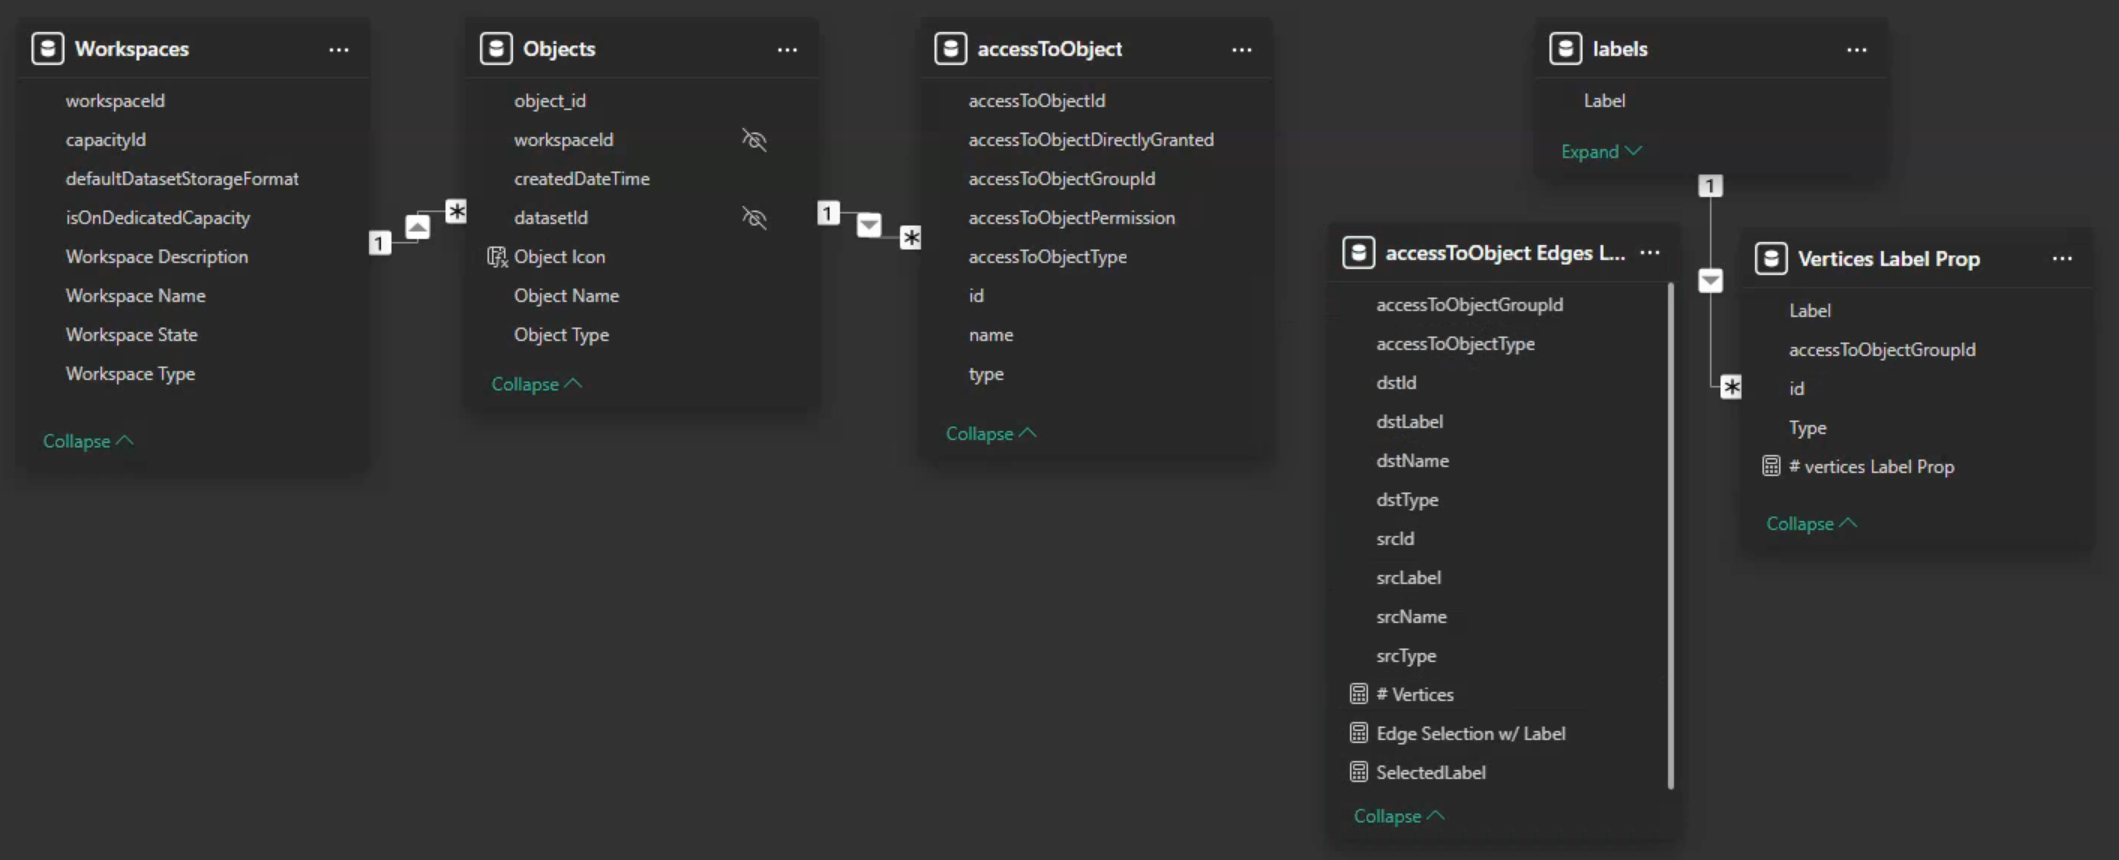 Workspaces
workspaceId
capacityId
defaultDatasetStorageFormat
isOnDedicatedCapacity
Workspace Description
Workspace Name
Workspace State
Workspace Type
Collapse
1
*
Objects
object_id
workspaceId
createdDateTime
datasetId
Object Icon
Object Name
Object Type
Collapse
1
*
accessToObject
accessToObjectId
accessToObjectDirectlyGranted
accessToObjectGroupId
accessToObjectPermission
accessToObjectType
id
name
type
Collapse
labels
Label
Expand
1
*
accessToObject Edges L...
accessToObjectGroupId
accessToObjectType
dstId
dstLabel
dstName
dstType
srcId
srcLabel
srcName
srcType
# Vertices
Edge Selection w/ Label
SelectedLabel
Collapse
Vertices Label Prop
Label
accessToObjectGroupId
id
Type
# vertices Label Prop
Collapse